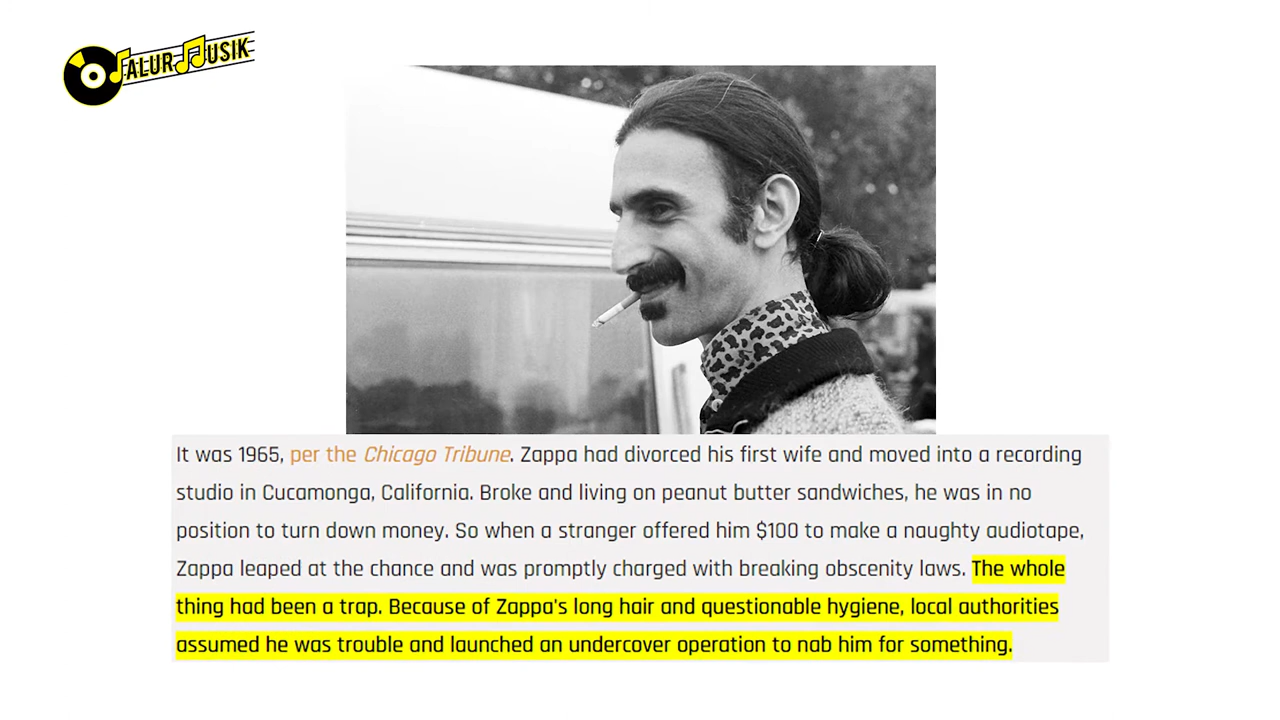 JALUR MUSIK
It was 1965, per the Chicago Tribune. Zappa had divorced his first wife and moved into a recording
studio in Cucamonga, California. Broke and living on peanut butter sandwiches, he was in no
position to turn down money. So when a stranger offered him $100 to make a naughty audiotape,
Zappa leaped at the chance and was promptly charged with breaking obscenity laws. The whole
thing had been a trap. Because of Zappa's long hair and questionable hygiene, local authorities
assumed he was trouble and launched an undercover operation to nab him for something.